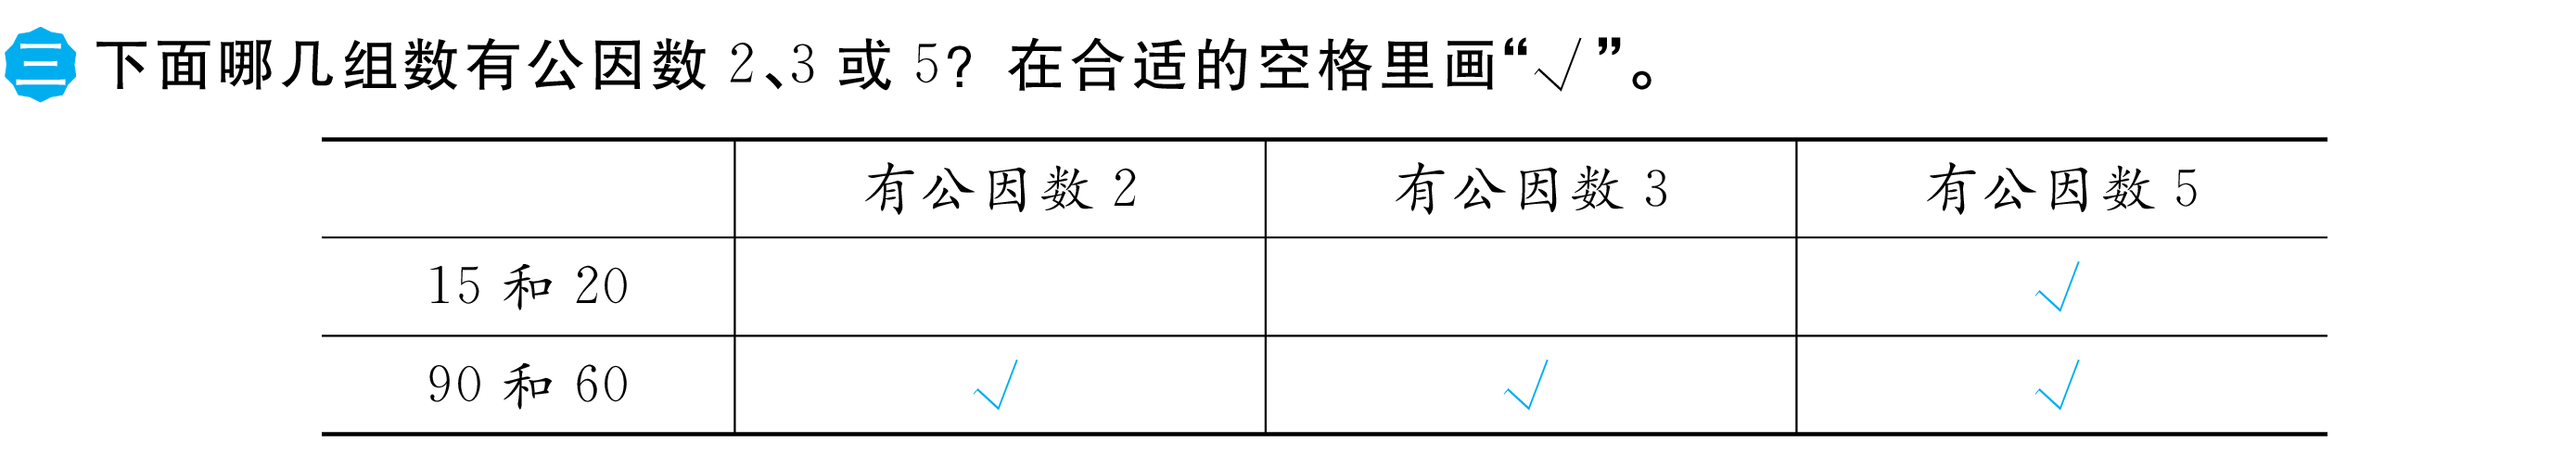 三 下面哪几组数有公因数 2、3 或 5？在合适的空格里画“√”。
有公因数 2 有公因数 3 有公因数 5
15 和 20 √
90 和 60 √ √ √